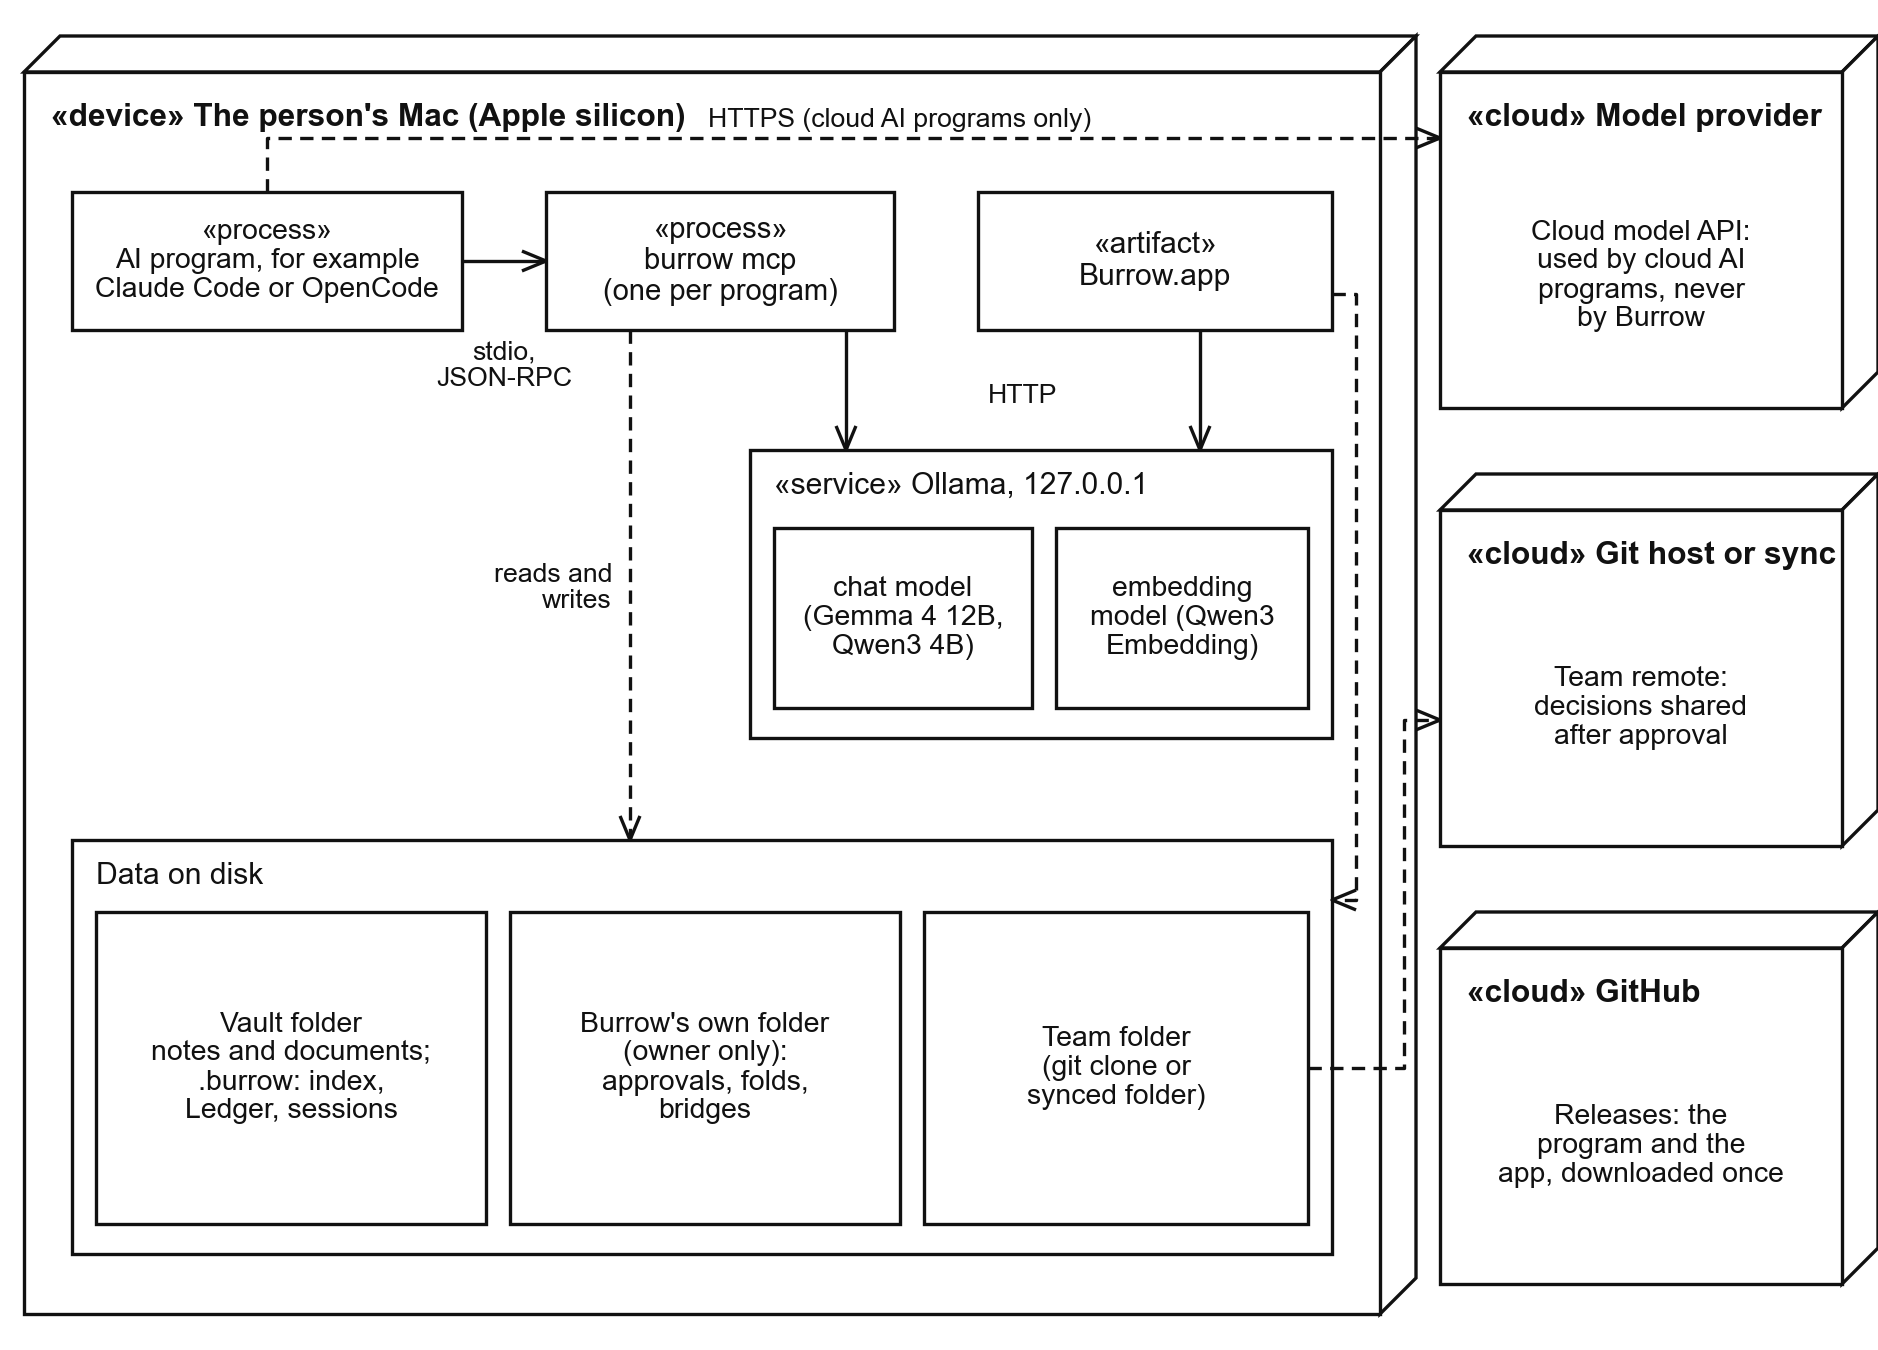 «device» The person's Mac (Apple silicon)
HTTPS (cloud AI programs only)
«process»
AI program, for example
Claude Code or OpenCode
«process»
burrow mcp
(one per program)
«artifact»
Burrow.app
stdio,
JSON-RPC
HTTP
reads and
writes
«service» Ollama, 127.0.0.1
chat model
(Gemma 4 12B,
Qwen3 4B)
embedding
model (Qwen3
Embedding)
Data on disk
Vault folder
notes and documents;
.burrow: index,
Ledger, sessions
Burrow's own folder
(owner only):
approvals, folds,
bridges
Team folder
(git clone or
synced folder)
«cloud» Model provider
Cloud model API:
used by cloud AI
programs, never
by Burrow
«cloud» Git host or sync
Team remote:
decisions shared
after approval
«cloud» GitHub
Releases: the
program and the
app, downloaded once